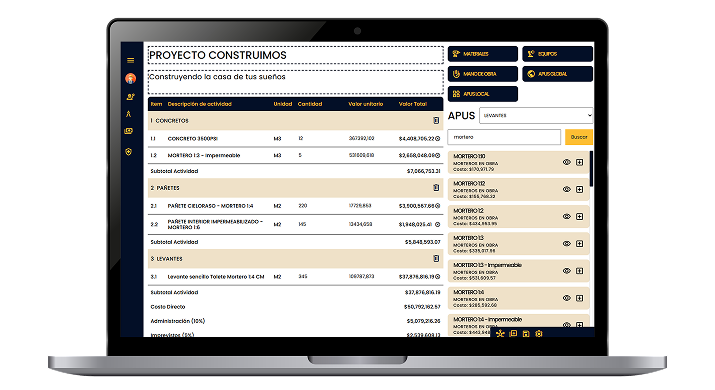 PROYECTO CONSTRUIMOS
Construyendo la casa de tus sueños
Item Descripción de actividad Unidad Cantidad Valor unitario Valor Total
1 CONCRETOS
1.1 CONCRETO 3500PSI M3 12 367392,102 $4,408,705.22
1.2 MORTERO 1:3 - Impermeable M3 5 531609,618 $2,658,048.09
Subtotal Actividad $7,066,753.31
2 PAÑETES
2.1 PAÑETE CIELORASO - MORTERO 1:4 M2 220 17729,853 $3,900,567.66
2.2 PAÑETE INTERIOR IMPERMEABILIZADO - MORTERO 1:6 M2 145 13434,658 $1,948,025.41
Subtotal Actividad $5,848,593.07
3 LEVANTES
3.1 Levante sencillo Tolete Mortero 1:4 CM M2 345 109787,873 $37,876,816.19
Subtotal Actividad $37,876,816.19
Costo Directo $50,792,162.57
Administración (10%) $5,079,216.26
Imprevistos (5%) $2,539,608.13
MATERIALES
EQUIPOS
MANO DE OBRA
APUS GLOBAL
APUS LOCAL
APUS LEVANTES
mortero Buscar
MORTERO 1:10
MORTEROS EN OBRA
Costo: $170,971.79
MORTERO 1:12
MORTEROS EN OBRA
Costo: $155,768.32
MORTERO 1:2
MORTEROS EN OBRA
Costo: $434,953.95
MORTERO 1:3
MORTEROS EN OBRA
Costo: $335,017.96
MORTERO 1:3 - Impermeable
MORTEROS EN OBRA
Costo: $531,609.57
MORTERO 1:4
MORTEROS EN OBRA
Costo: $285,592.68
MORTERO 1:4 - Impermeable
MORTEROS EN OBRA